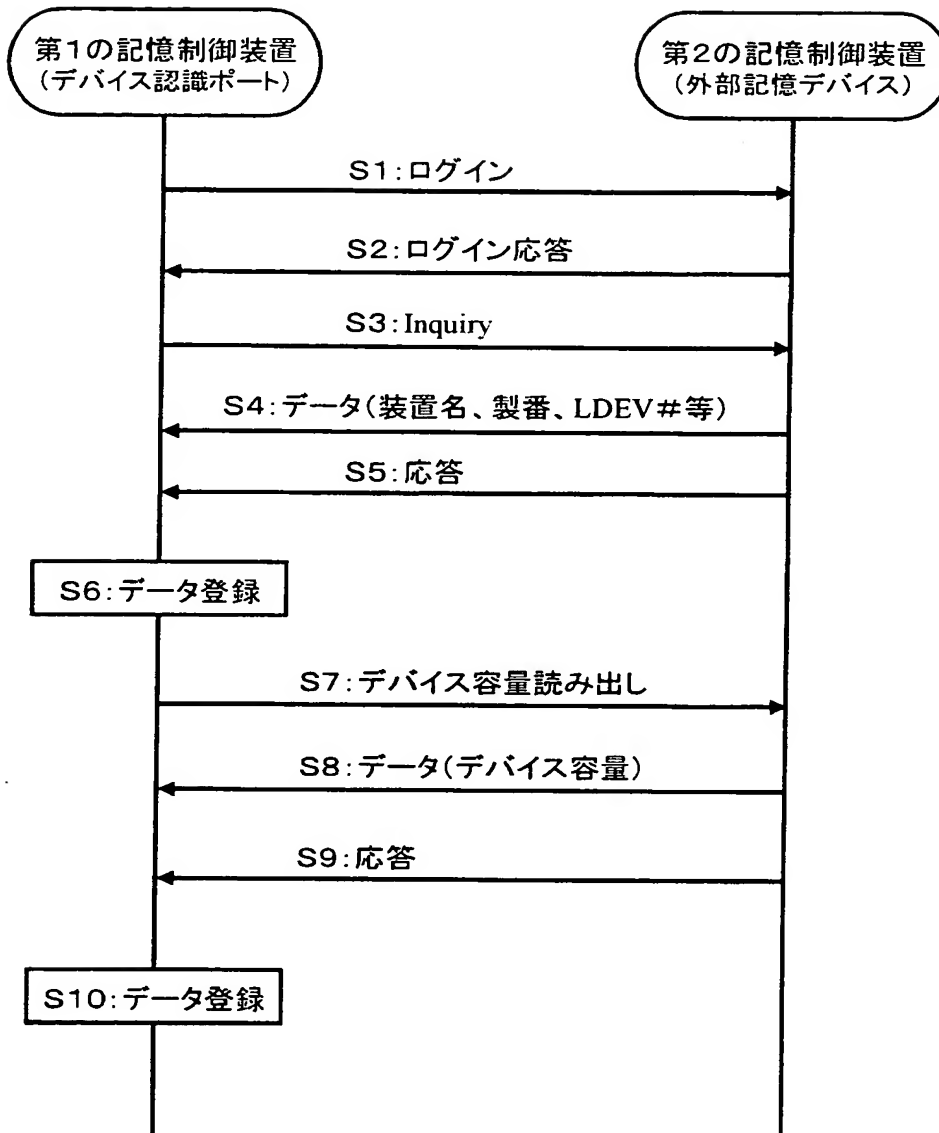 第1の記憶制御装置
(デバイス認識ポート)
第2の記憶制御装置
(外部記憶デバイス)
S1:ログイン
S2:ログイン応答
S3:Inquiry
S4:データ(装置名、製番、LDEV#等)
S5:応答
S6:データ登録
S7:デバイス容量読み出し
S8:データ(デバイス容量)
S9:応答
S10:データ登録